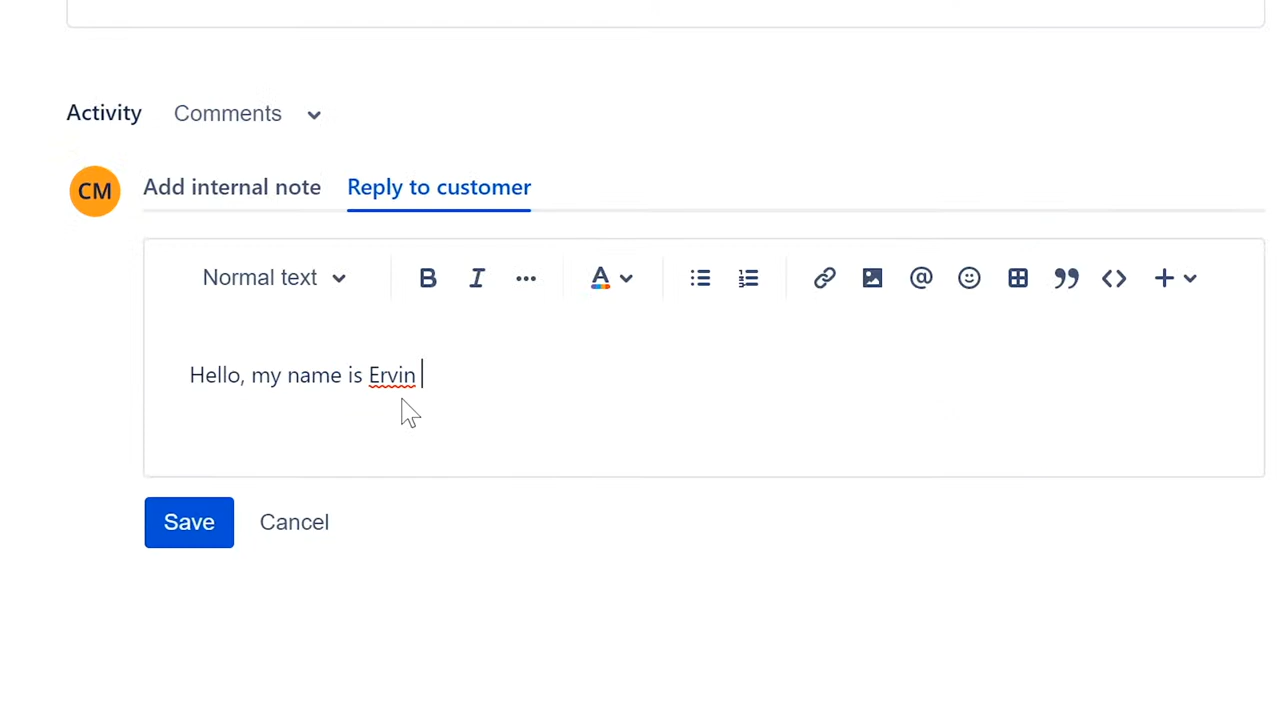 Activity Comments
CM Add internal note Reply to customer
Normal text B I ... A
Hello, my name is Ervin
Save Cancel